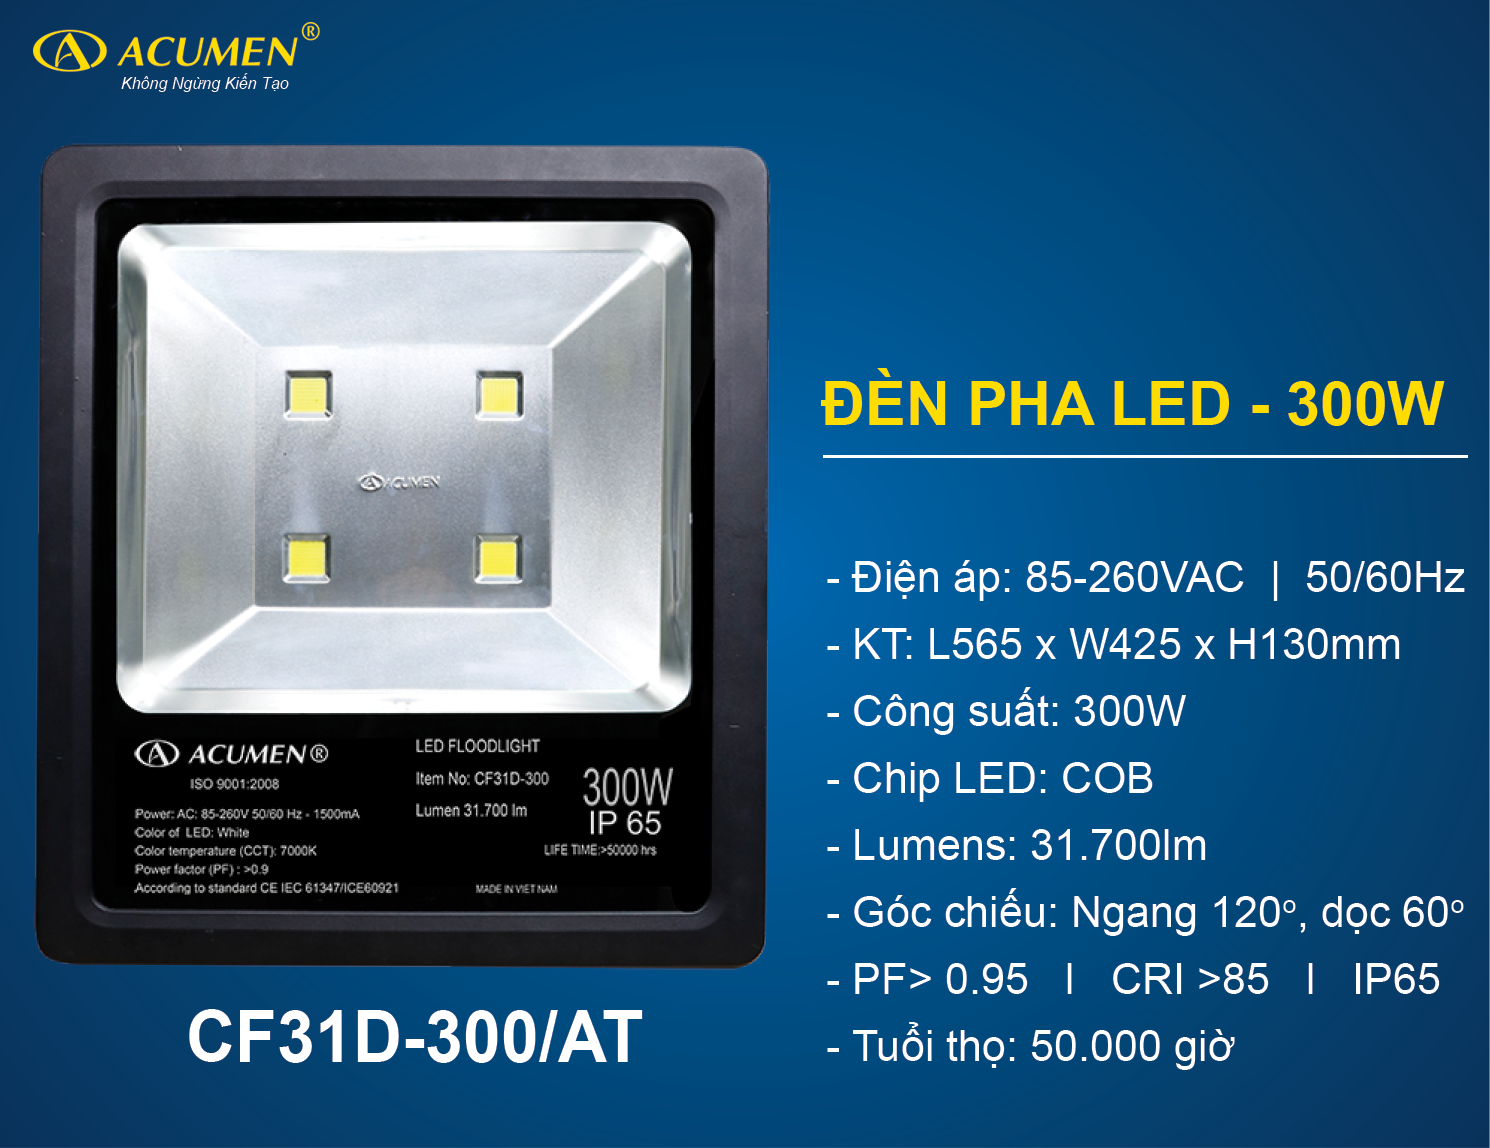 ACUMEN®
Không Ngừng Kiến Tạo
ACUMEN
ACUMEN®
ISO 9001:2008
Power: AC: 85-260V 50/60 Hz - 1500mA
Color of LED: White
Color temperature (CCT): 7000K
Power factor (PF) : >0.9
According to standard CE IEC 61347/ICE60921
LED FLOODLIGHT
Item No: CF31D-300
Lumen 31.700 lm
300W
IP 65
LIFE TIME:>50000 hrs
MADE IN VIET NAM
CF31D-300/AT
ĐÈN PHA LED - 300W
- Điện áp: 85-260VAC | 50/60Hz
- KT: L565 x W425 x H130mm
- Công suất: 300W
- Chip LED: COB
- Lumens: 31.700lm
- Góc chiếu: Ngang 120º, dọc 60º
- PF> 0.95 l CRI >85 l IP65
- Tuổi thọ: 50.000 giờ